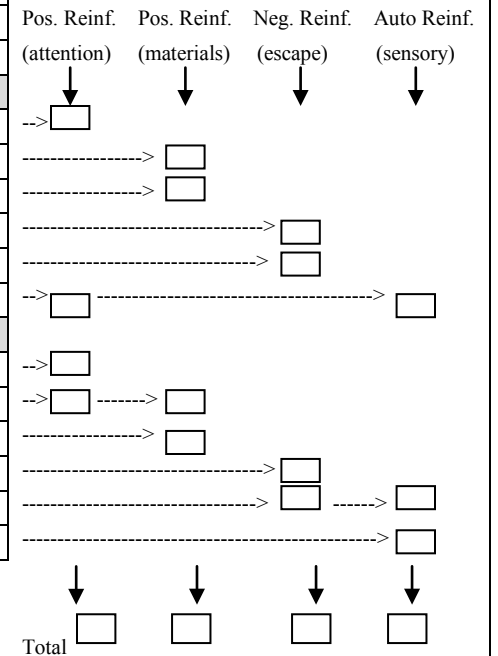 Pos. Reinf. Pos. Reinf. Neg. Reinf. Auto Reinf.
(attention) (materials) (escape) (sensory)
Total